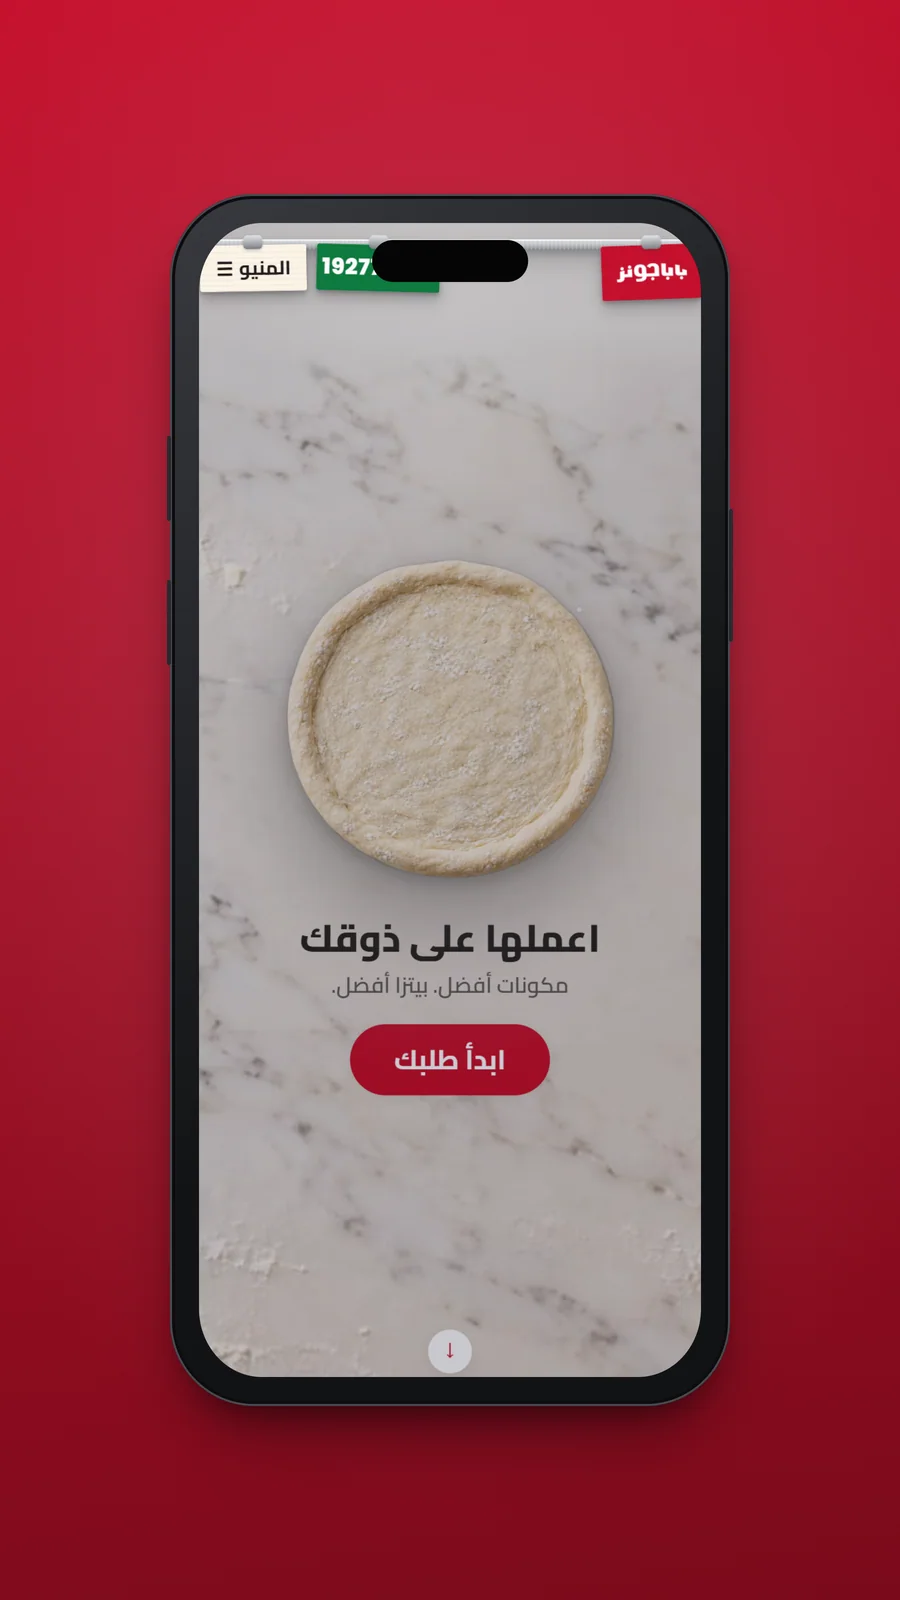 باباجونز
1927
المنيو ☰
اعملها على ذوقك
مكونات أفضل. بيتزا أفضل.
ابدأ طلبك
↓